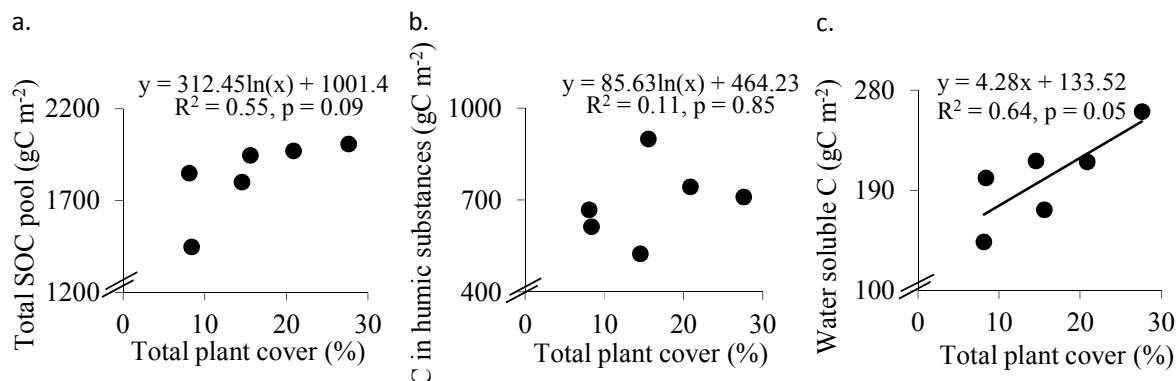 a.
y = 312.45ln(x) + 1001.4
R² = 0.55, p = 0.09
Total SOC pool (gC m⁻²)
2200
1700
1200
0 10 20 30
Total plant cover (%)
b.
y = 85.63ln(x) + 464.23
R² = 0.11, p = 0.85
C in humic substances (gC m⁻²)
1000
700
400
0 10 20 30
Total plant cover (%)
c.
y = 4.28x + 133.52
R² = 0.64, p = 0.05
Water soluble C (gC m⁻²)
280
190
100
0 10 20 30
Total plant cover (%)